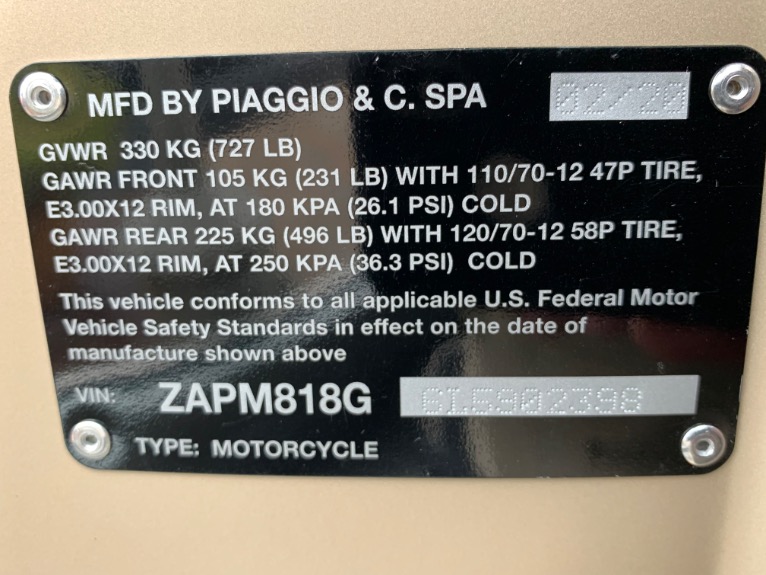 MFD BY PIAGGIO & C. SPA 02/20
GVWR 330 KG (727 LB)
GAWR FRONT 105 KG (231 LB) WITH 110/70-12 47P TIRE,
E3.00X12 RIM, AT 180 KPA (26.1 PSI) COLD
GAWR REAR 225 KG (496 LB) WITH 120/70-12 58P TIRE,
E3.00X12 RIM, AT 250 KPA (36.3 PSI) COLD
This vehicle conforms to all applicable U.S. Federal Motor
Vehicle Safety Standards in effect on the date of
manufacture shown above
VIN: ZAPM818G 6L5902398
TYPE: MOTORCYCLE